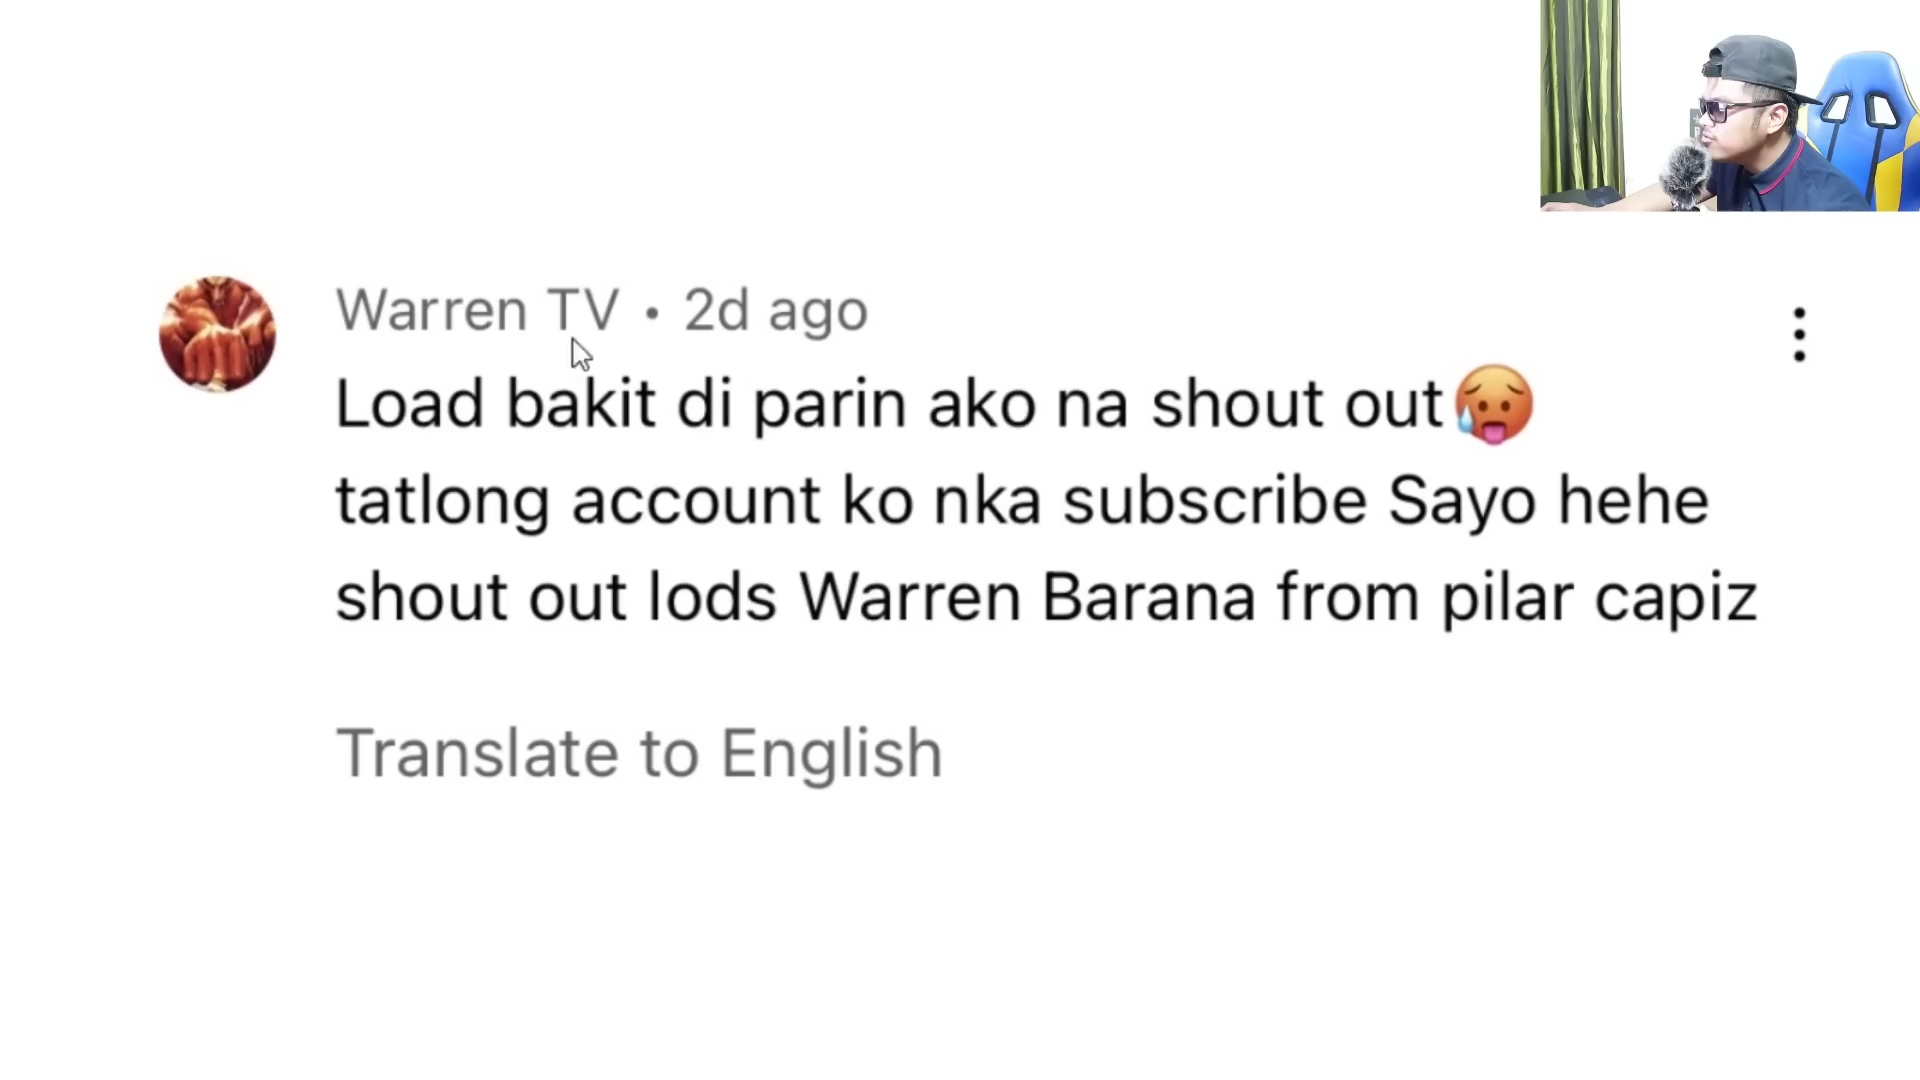 Warren TV • 2d ago
Load bakit di parin ako na shout out🥵
tatlong account ko nka subscribe Sayo hehe
shout out lods Warren Barana from pilar capiz
Translate to English